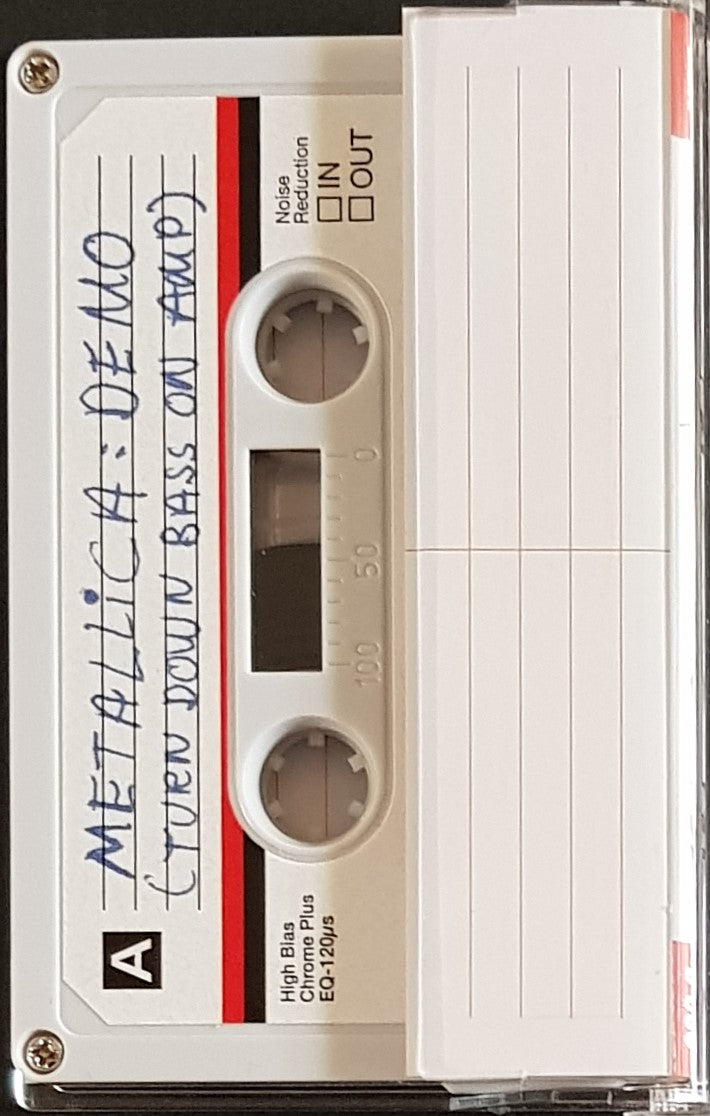 METALLiCA: DEMO
(TURN DOWN BASS ON AMP)
A
High Bias
Chrome Plus
EQ-120µs
100 50 0
Noise
Reduction
IN
OUT